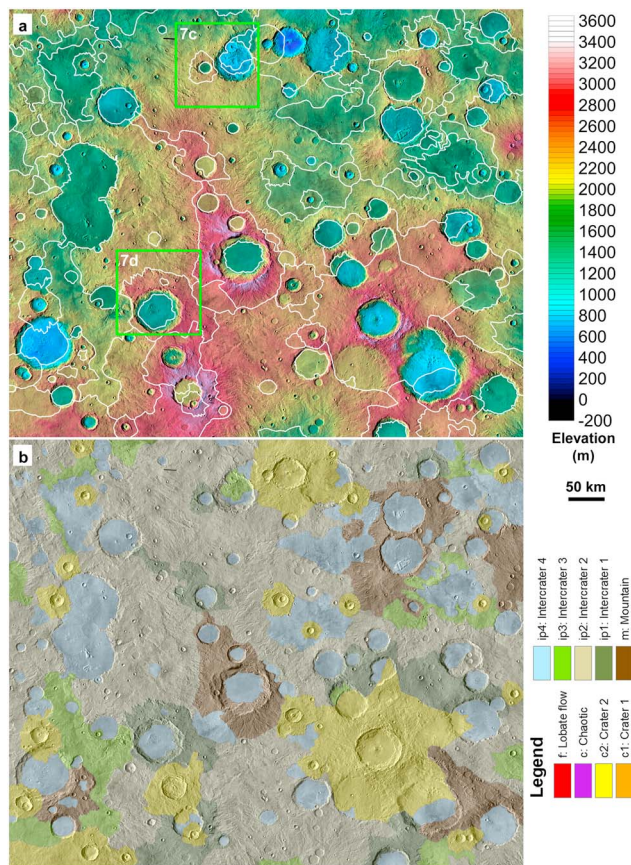 a
7c
7d
3600
3400
3200
3000
2800
2600
2400
2200
2000
1800
1600
1400
1200
1000
800
600
400
200
0
-200
Elevation
(m)
50 km
b
ip4: Intercrater 4
ip3: Intercrater 3
ip2: Intercrater 2
ip1: Intercrater 1
m: Mountain
Legend
f: Lobate flow
c: Chaotic
c2: Crater 2
c1: Crater 1